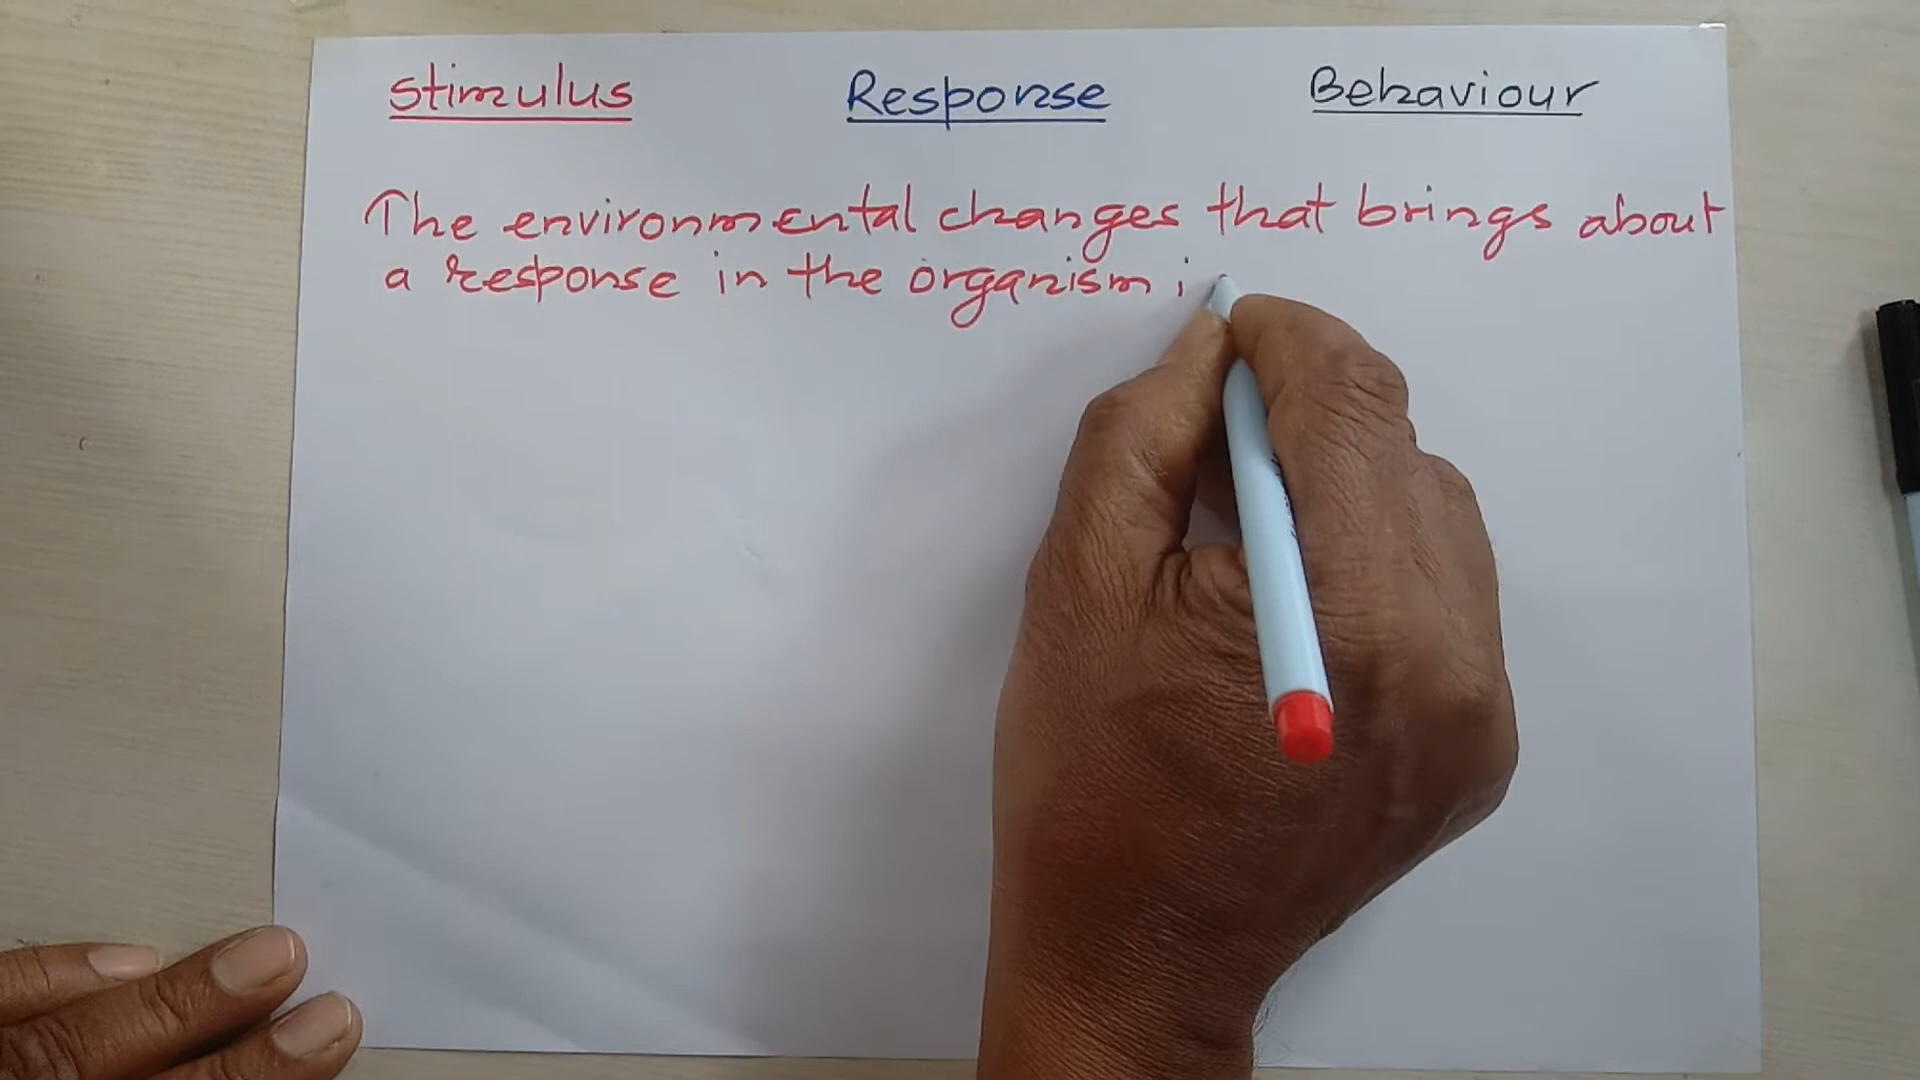 Stimulus Response Behaviour
The environmental changes that brings about
a response in the organism i